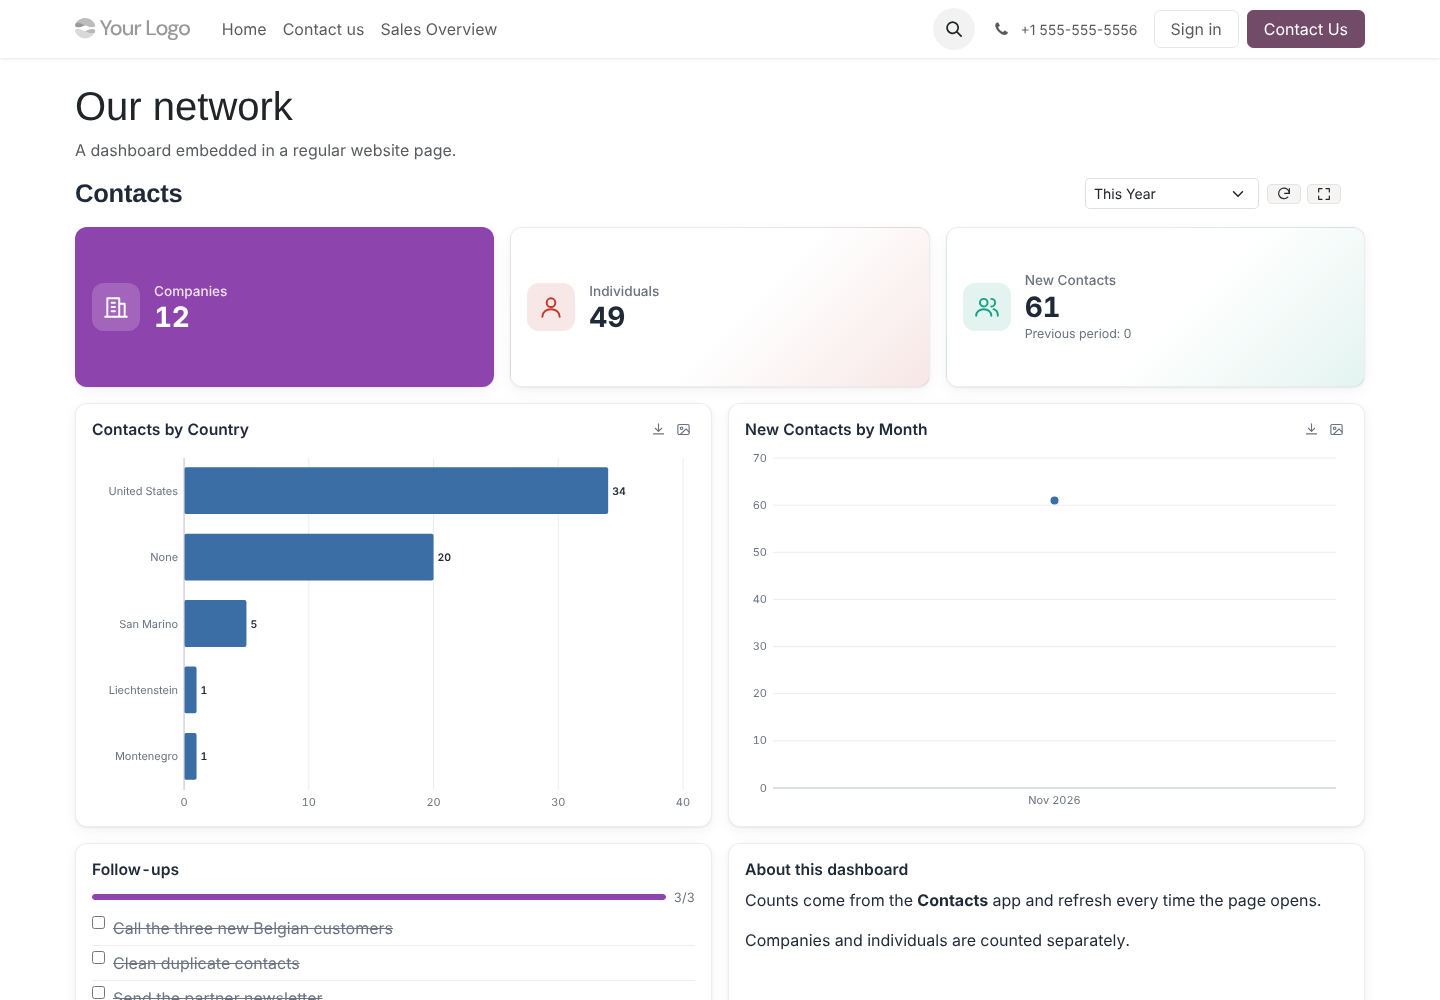 Your Logo
Home
Contact us
Sales Overview
+1 555-555-5556
Sign in
Contact Us
Our network
A dashboard embedded in a regular website page.
Contacts
This Year
Companies
12
Individuals
49
New Contacts
61
Previous period: 0
Contacts by Country
United States
34
None
20
San Marino
5
Liechtenstein
1
Montenegro
1
0
10
20
30
40
New Contacts by Month
70
60
50
40
30
20
10
0
Nov 2026
Follow-ups
3/3
Call the three new Belgian customers
Clean duplicate contacts
Send the partner newsletter
About this dashboard
Counts come from the Contacts app and refresh every time the page opens.
Companies and individuals are counted separately.